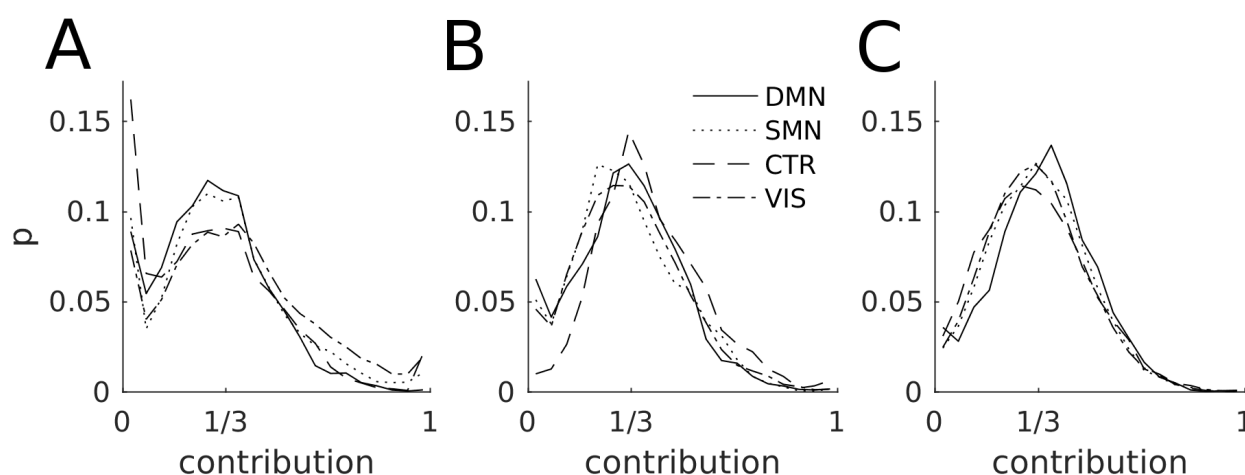 A
B
C
DMN
SMN
CTR
VIS
p
0.15
0.1
0.05
0
0 1/3 1
contribution
0.15
0.1
0.05
0
0 1/3 1
contribution
0.15
0.1
0.05
0
0 1/3 1
contribution